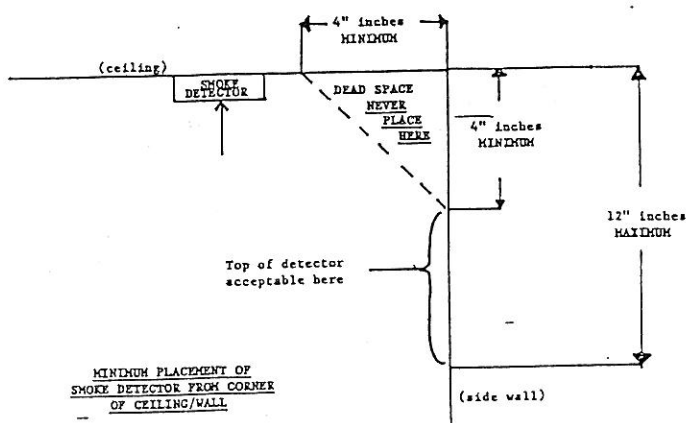 4" inches
MINIMUM
(ceiling)
SMOKE
DETECTOR
DEAD SPACE
NEVER
PLACE
HERE
4" inches
MINIMUM
12" inches
MAXIMUM
Top of detector
acceptable here
MINIMUM PLACEMENT OF
SMOKE DETECTOR FROM CORNER
OF CEILING/WALL
(side wall)